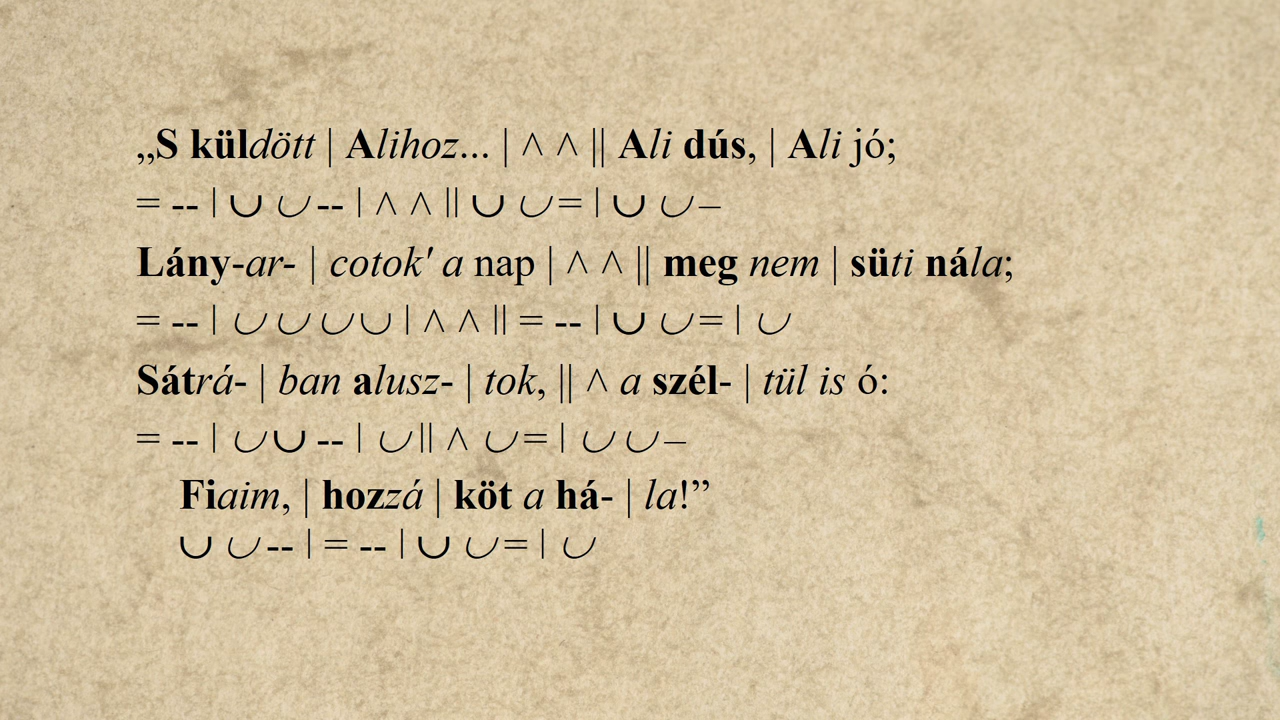 „S küldött | Alihoz... | ^ ^ || Ali dús, | Ali jó;
= -- | ∪ ∪ -- | ^ ^ || ∪ ∪ = | ∪ ∪ –
Lány-ar- | cotok' a nap | ^ ^ || meg nem | süti nála;
= -- | ∪ ∪ ∪ ∪ | ^ ^ || = -- | ∪ ∪ = | ∪
Sátrá- | ban alusz- | tok, || ^ a szél- | tül is ó:
= -- | ∪ ∪ -- | ∪ || ^ ∪ = | ∪ ∪ –
Fiaim, | hozzá | köt a há- | la!”
∪ ∪ -- | = -- | ∪ ∪ = | ∪